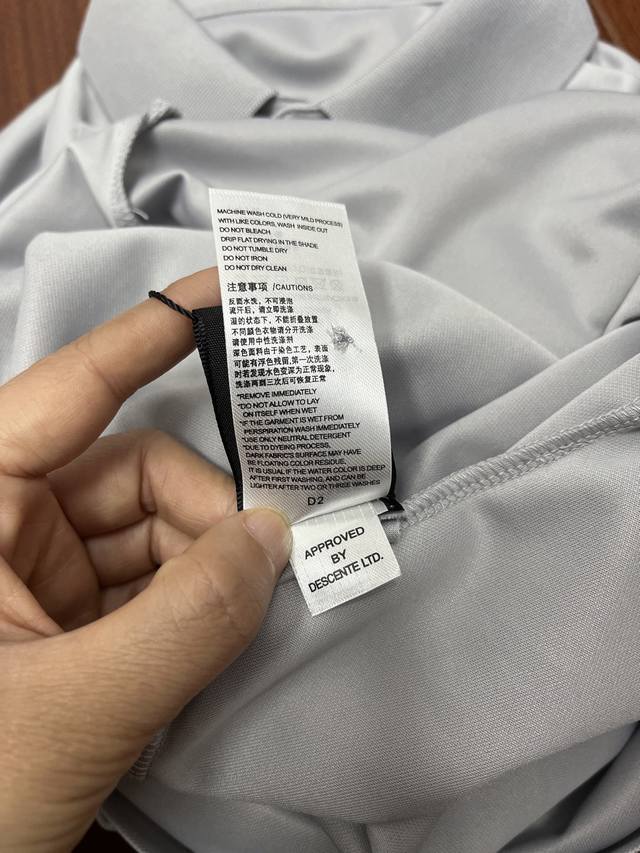 MACHINE WASH COLD (VERY MILD PROCESS)
WITH LIKE COLORS, WASH INSIDE OUT
DO NOT BLEACH
DRIP FLAT DRYING IN THE SHADE
DO NOT TUMBLE DRY
DO NOT IRON
DO NOT DRY CLEAN
注意事项 /CAUTIONS
反面水洗，不可浸泡
流汗后，请立即洗涤
湿的状态下，不能折叠放置
不同颜色衣物请分开洗涤
请使用中性洗涤剂
深色面料由于染色工艺，表面
可能有浮色残留，第一次洗涤
时若发现水色变深为正常现象，
洗涤两到三次后可恢复正常
*REMOVE IMMEDIATELY
*DO NOT ALLOW TO LAY
ON ITSELF WHEN WET
*IF THE GARMENT IS WET FROM
PERSPIRATION WASH IMMEDIATELY
*USE ONLY NEUTRAL DETERGENT
*DUE TO DYEING PROCESS,
DARK FABRIC'S SURFACE MAY HAVE
BE FLOATING COLOR RESIDUE,
IT IS USUAL IF THE WATER COLOR IS DEEP
AFTER FIRST WASHING, AND CAN BE
LIGHTER AFTER TWO OR THREE WASHES
D2
APPROVED
BY
DESCENTE LTD.